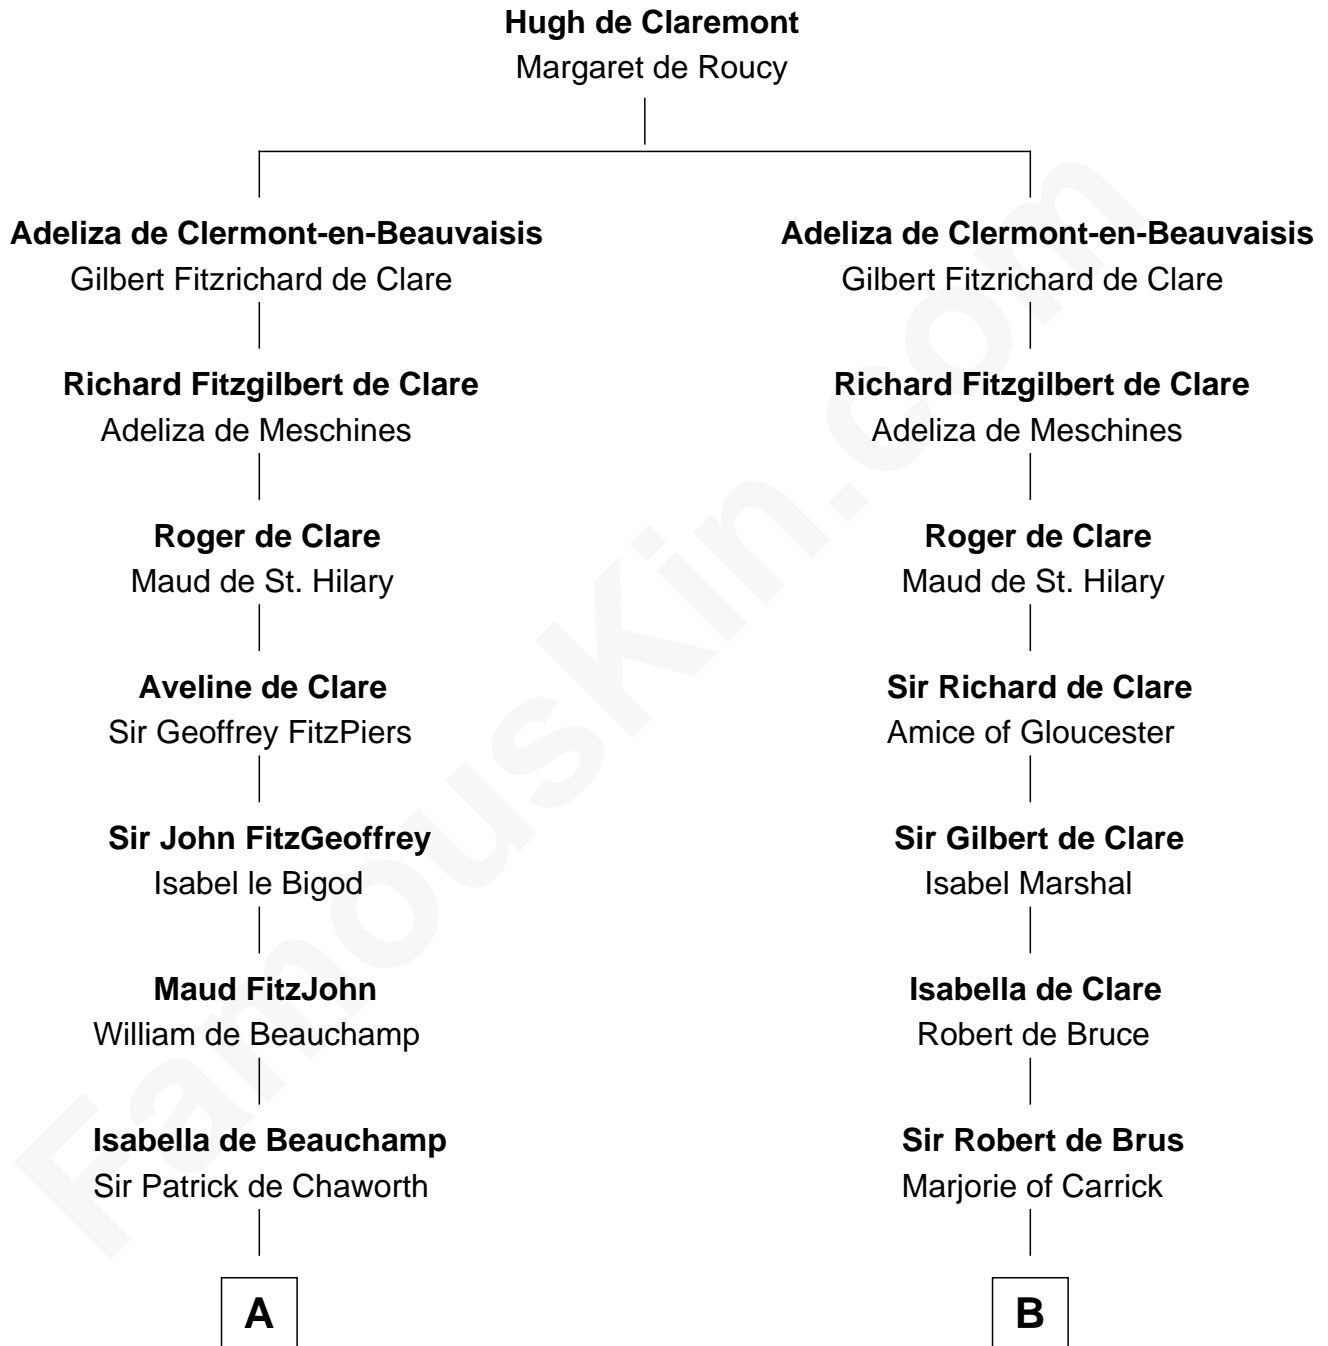 Hugh de Claremont
Margaret de Roucy
Adeliza de Clermont-en-Beauvaisis
Gilbert Fitzrichard de Clare
Richard Fitzgilbert de Clare
Adeliza de Meschines
Roger de Clare
Maud de St. Hilary
Aveline de Clare
Sir Geoffrey FitzPiers
Sir John FitzGeoffrey
Isabel le Bigod
Maud FitzJohn
William de Beauchamp
Isabella de Beauchamp
Sir Patrick de Chaworth
A
Adeliza de Clermont-en-Beauvaisis
Gilbert Fitzrichard de Clare
Richard Fitzgilbert de Clare
Adeliza de Meschines
Roger de Clare
Maud de St. Hilary
Sir Richard de Clare
Amice of Gloucester
Sir Gilbert de Clare
Isabel Marshal
Isabella de Clare
Robert de Bruce
Sir Robert de Brus
Marjorie of Carrick
B
FamousKin.com